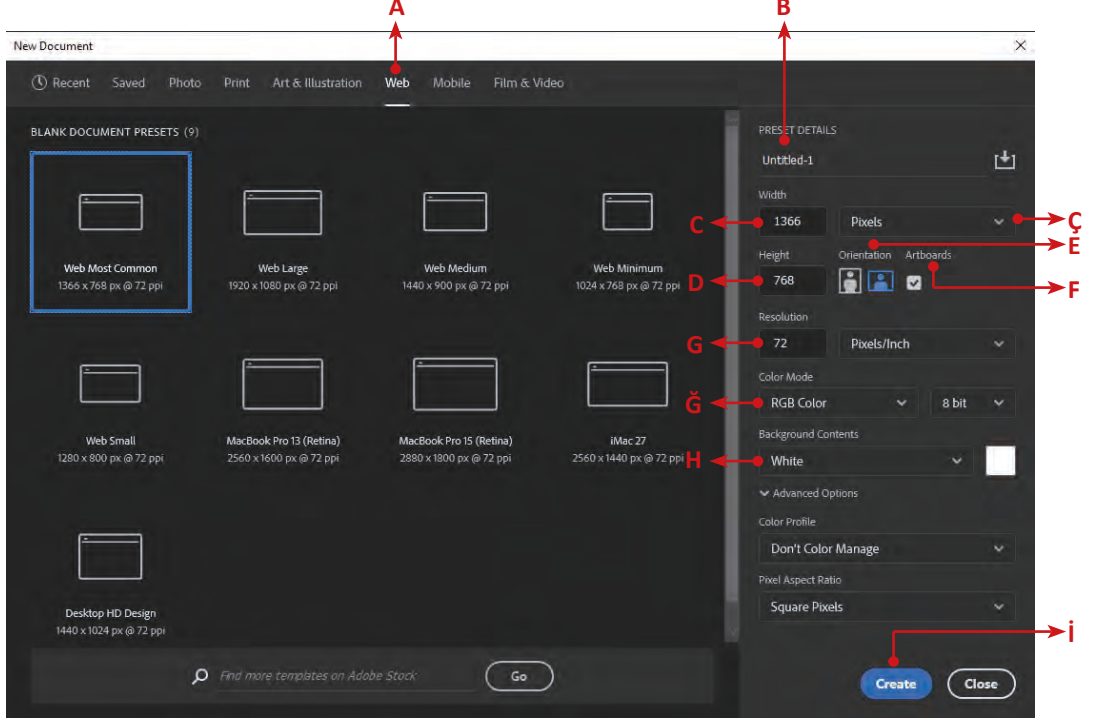 A
B
New Document
Recent Saved Photo Print Art & Illustration Web Mobile Film & Video
BLANK DOCUMENT PRESETS (9)
Web Most Common
1366 x 768 px @ 72 ppi
Web Large
1920 x 1080 px @ 72 ppi
Web Medium
1440 x 900 px @ 72 ppi
Web Minimum
1024 x 768 px @ 72 ppi
Web Small
1280 x 800 px @ 72 ppi
MacBook Pro 13 (Retina)
2560 x 1600 px @ 72 ppi
MacBook Pro 15 (Retina)
2880 x 1800 px @ 72 ppi
iMac 27
2560 x 1440 px @ 72 ppi
Desktop HD Design
1440 x 1024 px @ 72 ppi
Find more templates on Adobe Stock
Go
PRESET DETAILS
Untitled-1
Width
C 1366 Pixels Ç
E
Height Orientation Artboards
D 768 F
Resolution
G 72 Pixels/Inch
Color Mode
Ğ RGB Color 8 bit
Background Contents
H White
Advanced Options
Color Profile
Don't Color Manage
Pixel Aspect Ratio
Square Pixels
İ
Create Close